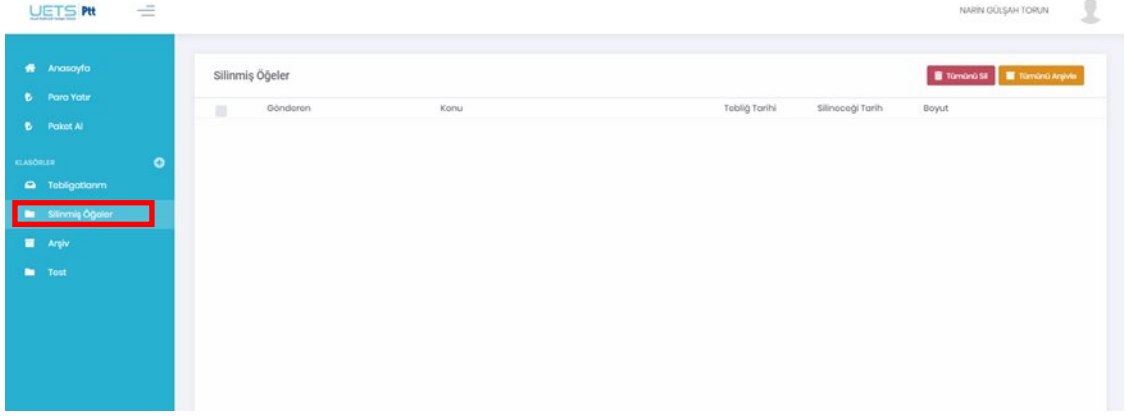 UETS Ptt
NARİN GÜLŞAH TORUN
Anasayfa
Para Yatır
Paket Al
KLASÖRLER
Tebligatlarım
Silinmiş Öğeler
Arşiv
Test
Silinmiş Öğeler
Tümünü Sil
Tümünü Arşivle
Gönderen Konu Tebliğ Tarihi Silineceği Tarih Boyut